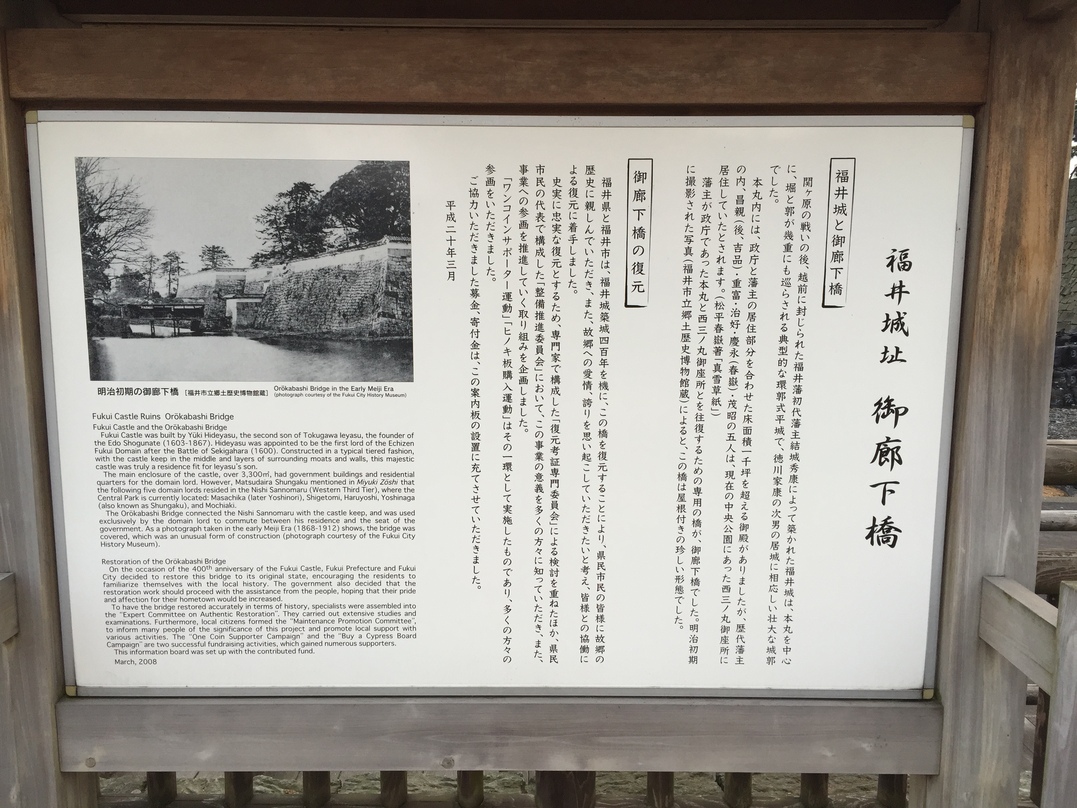 福井城址 御廊下橋
福井城と御廊下橋
関ヶ原の戦いの後、越前に封じられた福井藩初代藩主結城秀康によって築かれた福井城は、本丸を中心
に、堀と郭が幾重にも巡らされる典型的な環郭式平城で、徳川家康の次男の居城に相応しい壮大な城郭
でした。
本丸内には、政庁と藩主の居住部分を合わせた床面積一千坪を超える御殿がありましたが、歴代藩主
の内、昌親(後、吉品)・重富・治好・慶永(春嶽)・茂昭の五人は、現在の中央公園にあった西三ノ丸御座所に
居住していたとされます。(松平春嶽著「真雪草紙」)
藩主が政庁であった本丸と西三ノ丸御座所とを往復するための専用の橋が、御廊下橋でした。明治初期
に撮影された写真(福井市立郷土歴史博物館蔵)によると、この橋は屋根付きの珍しい形態でした。
御廊下橋の復元
福井県と福井市は、福井城築城四百年を機に、この橋を復元することにより、県民市民の皆様に故郷の
歴史に親しんでいただき、また、故郷への愛情、誇りを思い起こしていただきたいと考え、皆様との協働に
よる復元に着手しました。
史実に忠実な復元とするため、専門家で構成した「復元考証専門委員会」による検討を重ねたほか、県民
市民の代表で構成した「整備推進委員会」において、この事業の意義を多くの方々に知っていただき、また、
事業への参画を推進していく取り組みを企画しました。
「ワンコインサポーター運動」「ヒノキ板購入運動」はその一環として実施したものであり、多くの方々の
参画をいただきました。
ご協力いただきました募金、寄付金は、この案内板の設置に充てさせていただきました。
平成二十年三月
明治初期の御廊下橋 [福井市立郷土歴史博物館蔵]
Orōkabashi Bridge in the Early Meiji Era
(photograph courtesy of the Fukui City History Museum)
Fukui Castle Ruins Orōkabashi Bridge
Fukui Castle and the Orōkabashi Bridge
Fukui Castle was built by Yūki Hideyasu, the second son of Tokugawa Ieyasu, the founder of
the Edo Shogunate (1603-1867). Hideyasu was appointed to be the first lord of the Echizen
Fukui Domain after the Battle of Sekigahara (1600). Constructed in a typical tiered fashion,
with the castle keep in the middle and layers of surrounding moats and walls, this majestic
castle was truly a residence fit for Ieyasu's son.
The main enclosure of the castle, over 3,300㎡, had government buildings and residential
quarters for the domain lord. However, Matsudaira Shungaku mentioned in Miyuki Zōshi that
the following five domain lords resided in the Nishi Sannomaru (Western Third Tier), where the
Central Park is currently located: Masachika (later Yoshinori), Shigetomi, Haruyoshi, Yoshinaga
(also known as Shungaku), and Mochiaki.
The Orōkabashi Bridge connected the Nishi Sannomaru with the castle keep, and was used
exclusively by the domain lord to commute between his residence and the seat of the
government. As a photograph taken in the early Meiji Era (1868-1912) shows, the bridge was
covered, which was an unusual form of construction (photograph courtesy of the Fukui City
History Museum).
Restoration of the Orōkabashi Bridge
On the occasion of the 400th anniversary of the Fukui Castle, Fukui Prefecture and Fukui
City decided to restore this bridge to its original state, encouraging the residents to
familiarize themselves with the local history. The government also decided that the
restoration work should proceed with the assistance from the people, hoping that their pride
and affection for their hometown would be increased.
To have the bridge restored accurately in terms of history, specialists were assembled into
the "Expert Committee on Authentic Restoration". They carried out extensive studies and
examinations. Furthermore, local citizens formed the "Maintenance Promotion Committee",
to inform many people of the significance of this project and promote local support with
various activities. The "One Coin Supporter Campaign" and the "Buy a Cypress Board
Campaign" are two successful fundraising activities, which gained numerous supporters.
This information board was set up with the contributed fund.
March, 2008